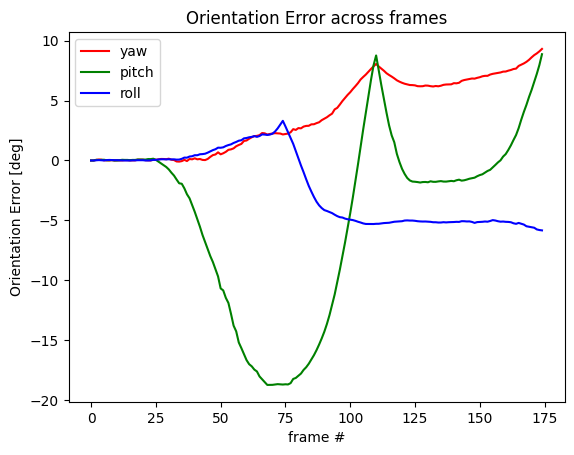 Orientation Error across frames
yaw
pitch
roll
Orientation Error [deg]
10
5
0
−5
−10
−15
−20
0 25 50 75 100 125 150 175
frame #